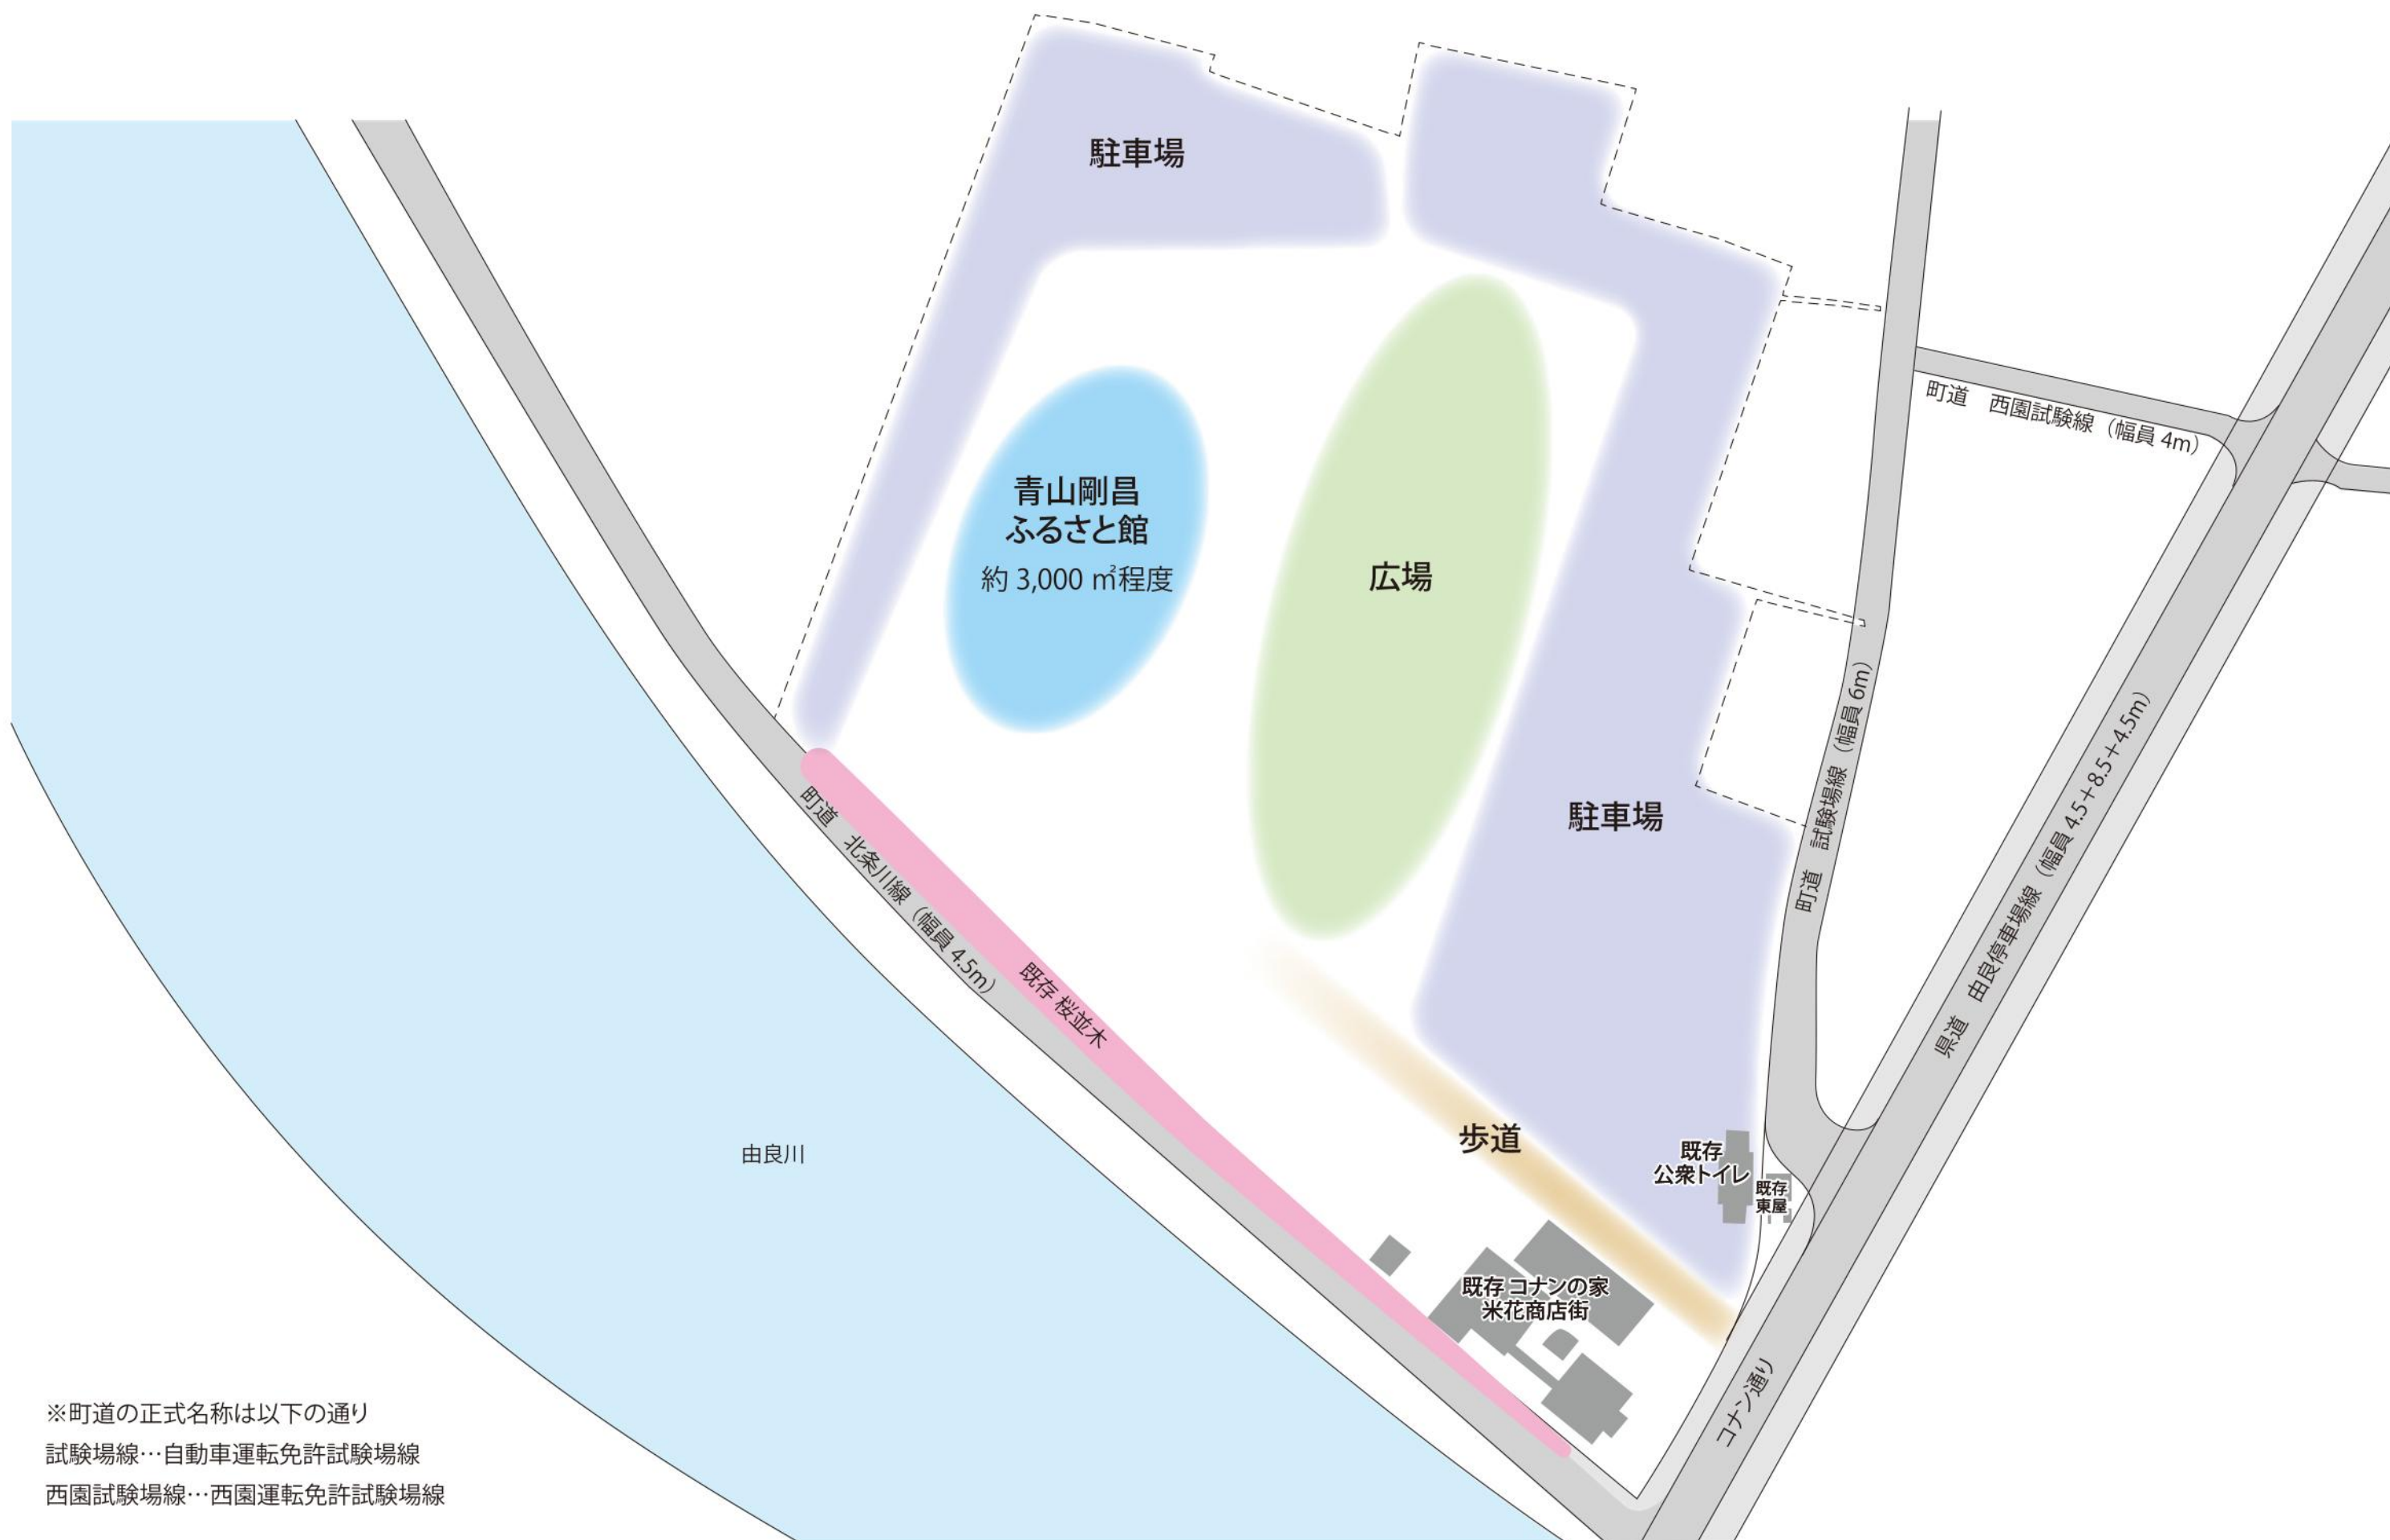 駐車場
町道　西園試験線（幅員 4m）
青山剛昌
ふるさと館
約 3,000 ㎡程度
広場
町道　試験場線（幅員 6m）
県道　由良停車場線（幅員 4.5＋8.5＋4.5m）
駐車場
町道　北条川線（幅員 4.5m）
既存 桜並木
歩道
由良川
既存
公衆トイレ
既存
東屋
既存 コナンの家
米花商店街
コナン通り
※町道の正式名称は以下の通り
試験場線…自動車運転免許試験場線
西園試験場線…西園運転免許試験場線